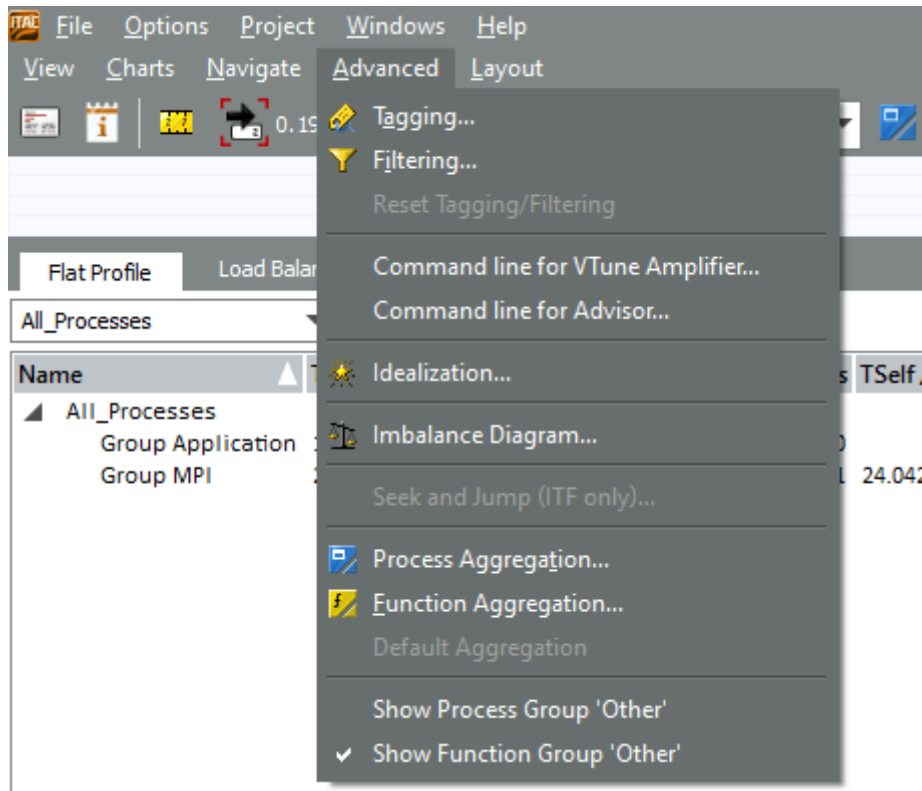 ITAC File Options Project Windows Help
View Charts Navigate Advanced Layout
0.19
Tagging...
Filtering...
Reset Tagging/Filtering
Command line for VTune Amplifier...
Command line for Advisor...
Idealization...
Imbalance Diagram...
Seek and Jump (ITF only)...
Process Aggregation...
Function Aggregation...
Default Aggregation
Show Process Group 'Other'
Show Function Group 'Other'
Flat Profile Load Balan
All_Processes
Name TSelf
All_Processes
Group Application
Group MPI 24.042